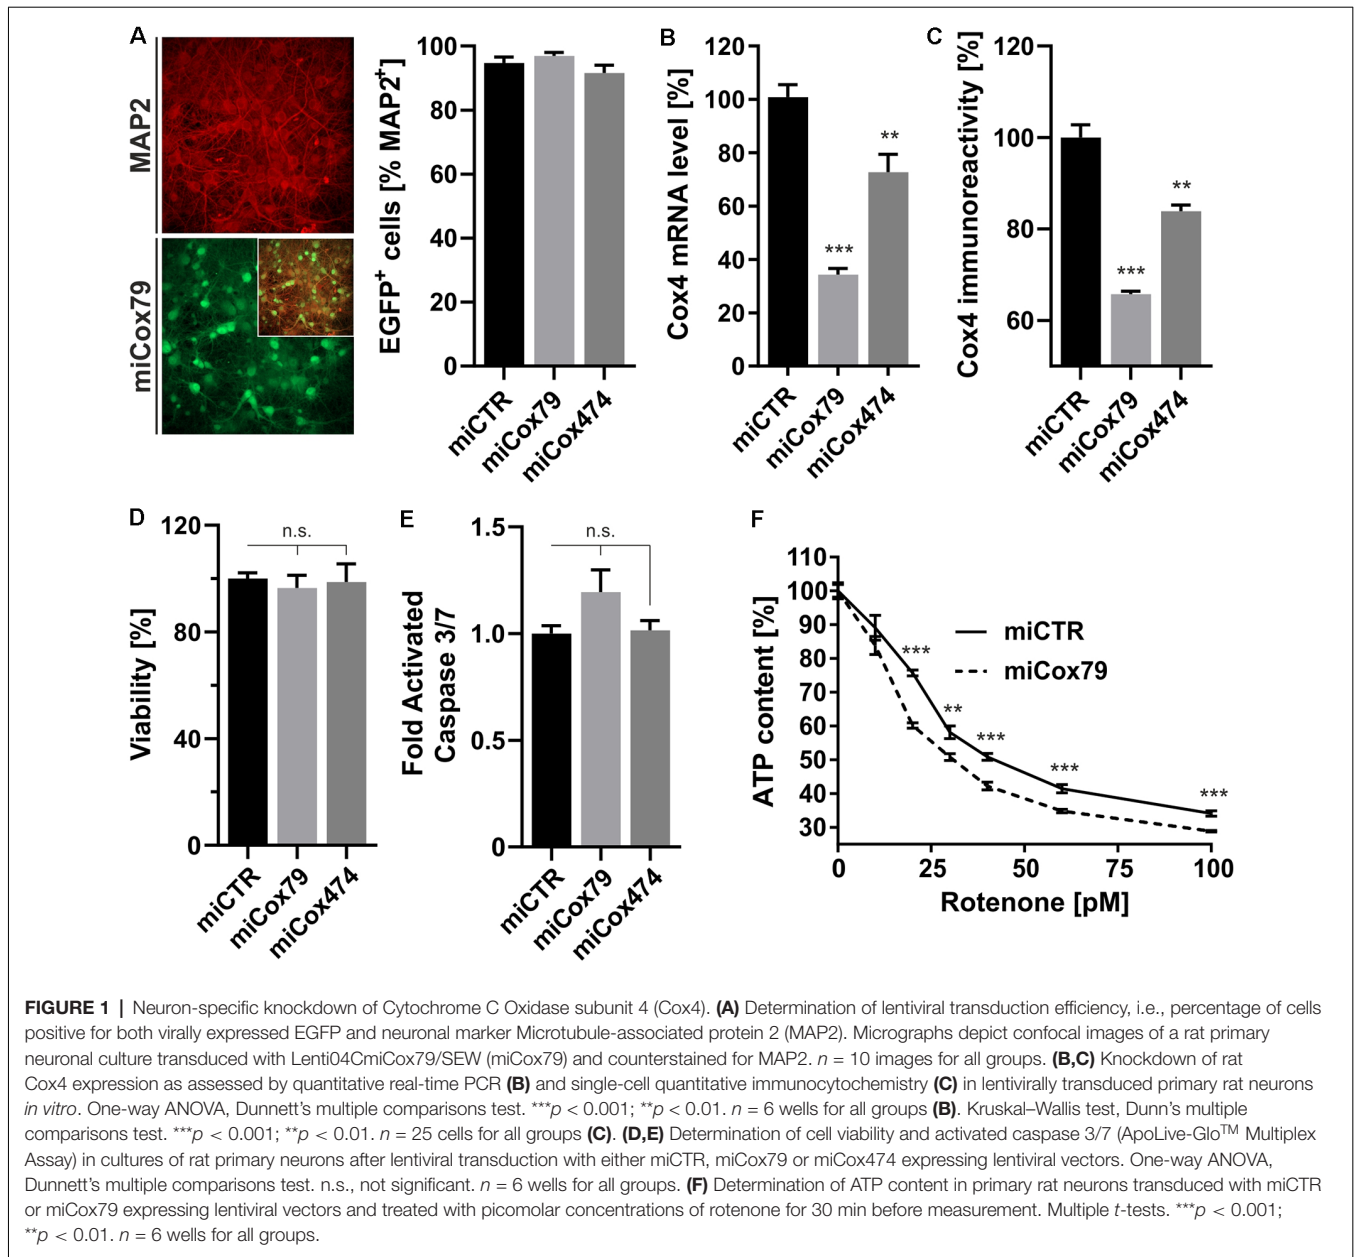 A
MAP2
miCox79
EGFP⁺ cells [% MAP2⁺]
100
80
60
40
20
0
miCTR
miCox79
miCox474
B
Cox4 mRNA level [%]
120
100
80
60
40
20
0
***
**
miCTR
miCox79
miCox474
C
Cox4 immunoreactivity [%]
120
100
80
60
***
**
miCTR
miCox79
miCox474
D
Viability [%]
120
80
40
0
n.s.
miCTR
miCox79
miCox474
E
Fold Activated
Caspase 3/7
1.5
1.0
0.5
0
n.s.
miCTR
miCox79
miCox474
F
ATP content [%]
110
100
90
80
70
60
50
40
30
***
**
***
***
***
miCTR
miCox79
0
25
50
75
100
Rotenone [pM]
FIGURE 1 | Neuron-specific knockdown of Cytochrome C Oxidase subunit 4 (Cox4). (A) Determination of lentiviral transduction efficiency, i.e., percentage of cells
positive for both virally expressed EGFP and neuronal marker Microtubule-associated protein 2 (MAP2). Micrographs depict confocal images of a rat primary
neuronal culture transduced with Lenti04CmiCox79/SEW (miCox79) and counterstained for MAP2. n = 10 images for all groups. (B,C) Knockdown of rat
Cox4 expression as assessed by quantitative real-time PCR (B) and single-cell quantitative immunocytochemistry (C) in lentivirally transduced primary rat neurons
in vitro. One-way ANOVA, Dunnett’s multiple comparisons test. ***p < 0.001; **p < 0.01. n = 6 wells for all groups (B). Kruskal–Wallis test, Dunn’s multiple
comparisons test. ***p < 0.001; **p < 0.01. n = 25 cells for all groups (C). (D,E) Determination of cell viability and activated caspase 3/7 (ApoLive-Glo™ Multiplex
Assay) in cultures of rat primary neurons after lentiviral transduction with either miCTR, miCox79 or miCox474 expressing lentiviral vectors. One-way ANOVA,
Dunnett’s multiple comparisons test. n.s., not significant. n = 6 wells for all groups. (F) Determination of ATP content in primary rat neurons transduced with miCTR
or miCox79 expressing lentiviral vectors and treated with picomolar concentrations of rotenone for 30 min before measurement. Multiple t-tests. ***p < 0.001;
**p < 0.01. n = 6 wells for all groups.